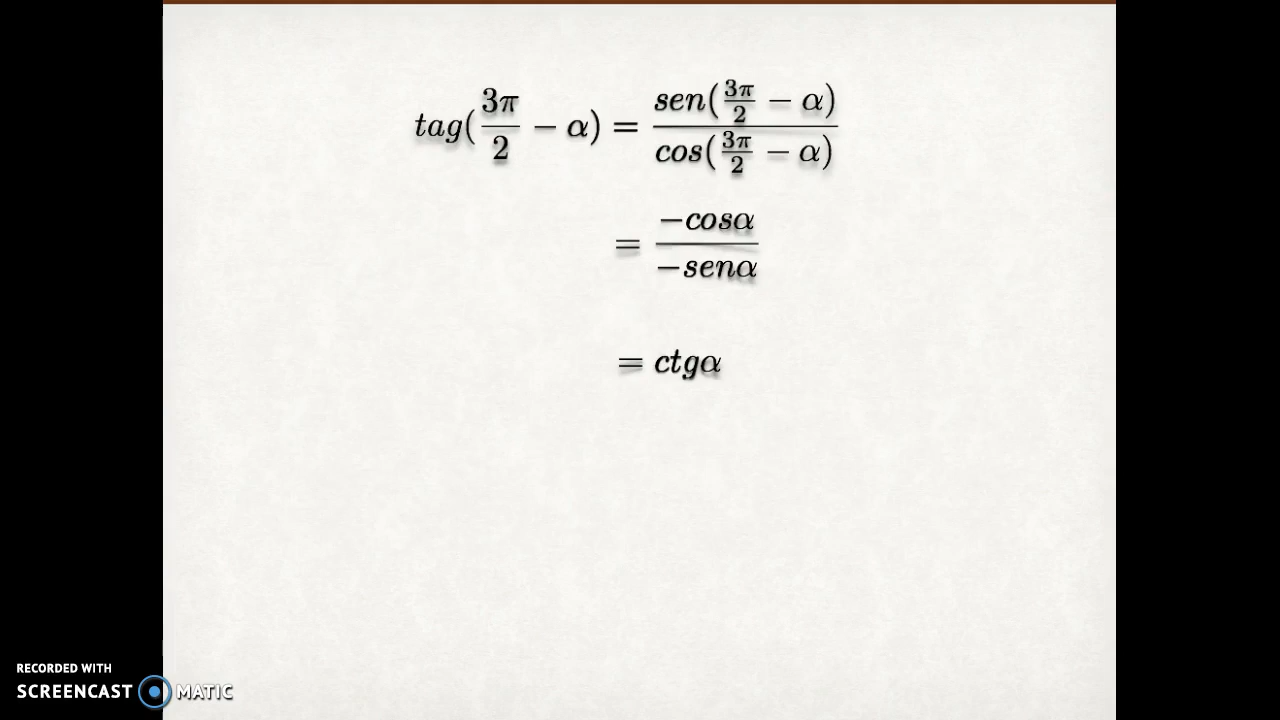 tag(3π/2 − α) = sen(3π/2 − α)/cos(3π/2 − α)
= −cosα/−senα
= ctgα
RECORDED WITH
SCREENCAST MATIC